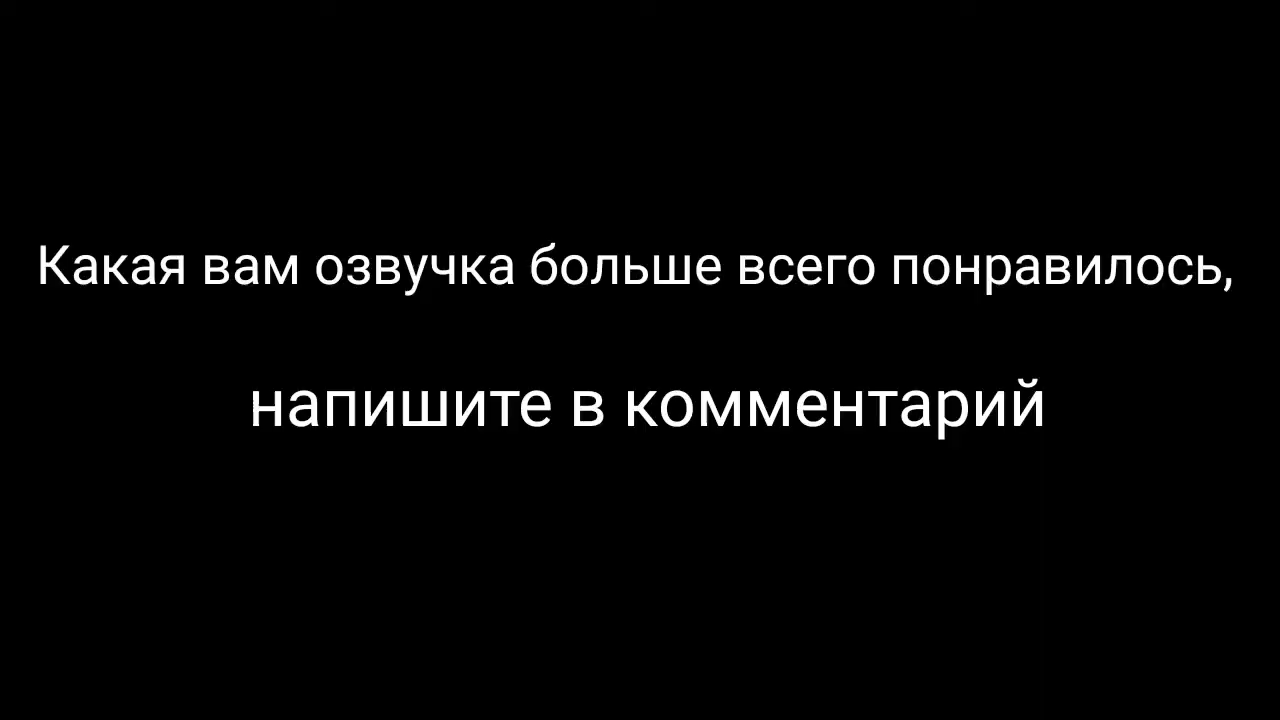 Какая вам озвучка больше всего понравилось,
напишите в комментарий